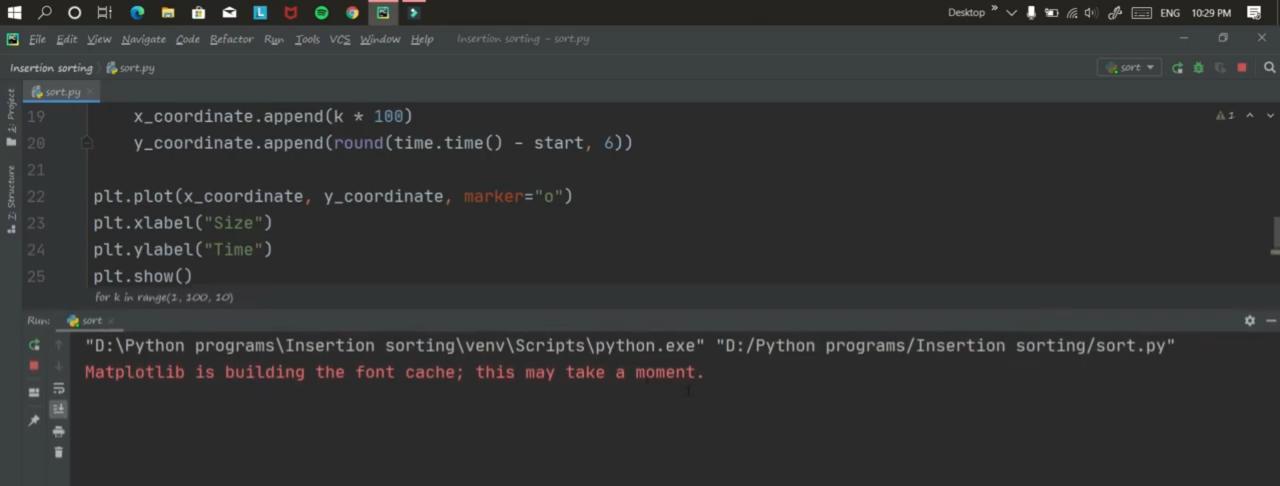 Desktop » ENG 10:29 PM
File Edit View Navigate Code Refactor Run Tools VCS Window Help Insertion sorting - sort.py
Insertion sorting sort.py sort
1: Project
sort.py
19 x_coordinate.append(k * 100) 1
20 y_coordinate.append(round(time.time() - start, 6))
21
22 plt.plot(x_coordinate, y_coordinate, marker="o")
23 plt.xlabel("Size")
24 plt.ylabel("Time")
25 plt.show()
for k in range(1, 100, 10)
Z: Structure
Run: sort
"D:\Python programs\Insertion sorting\venv\Scripts\python.exe" "D:/Python programs/Insertion sorting/sort.py"
Matplotlib is building the font cache; this may take a moment.